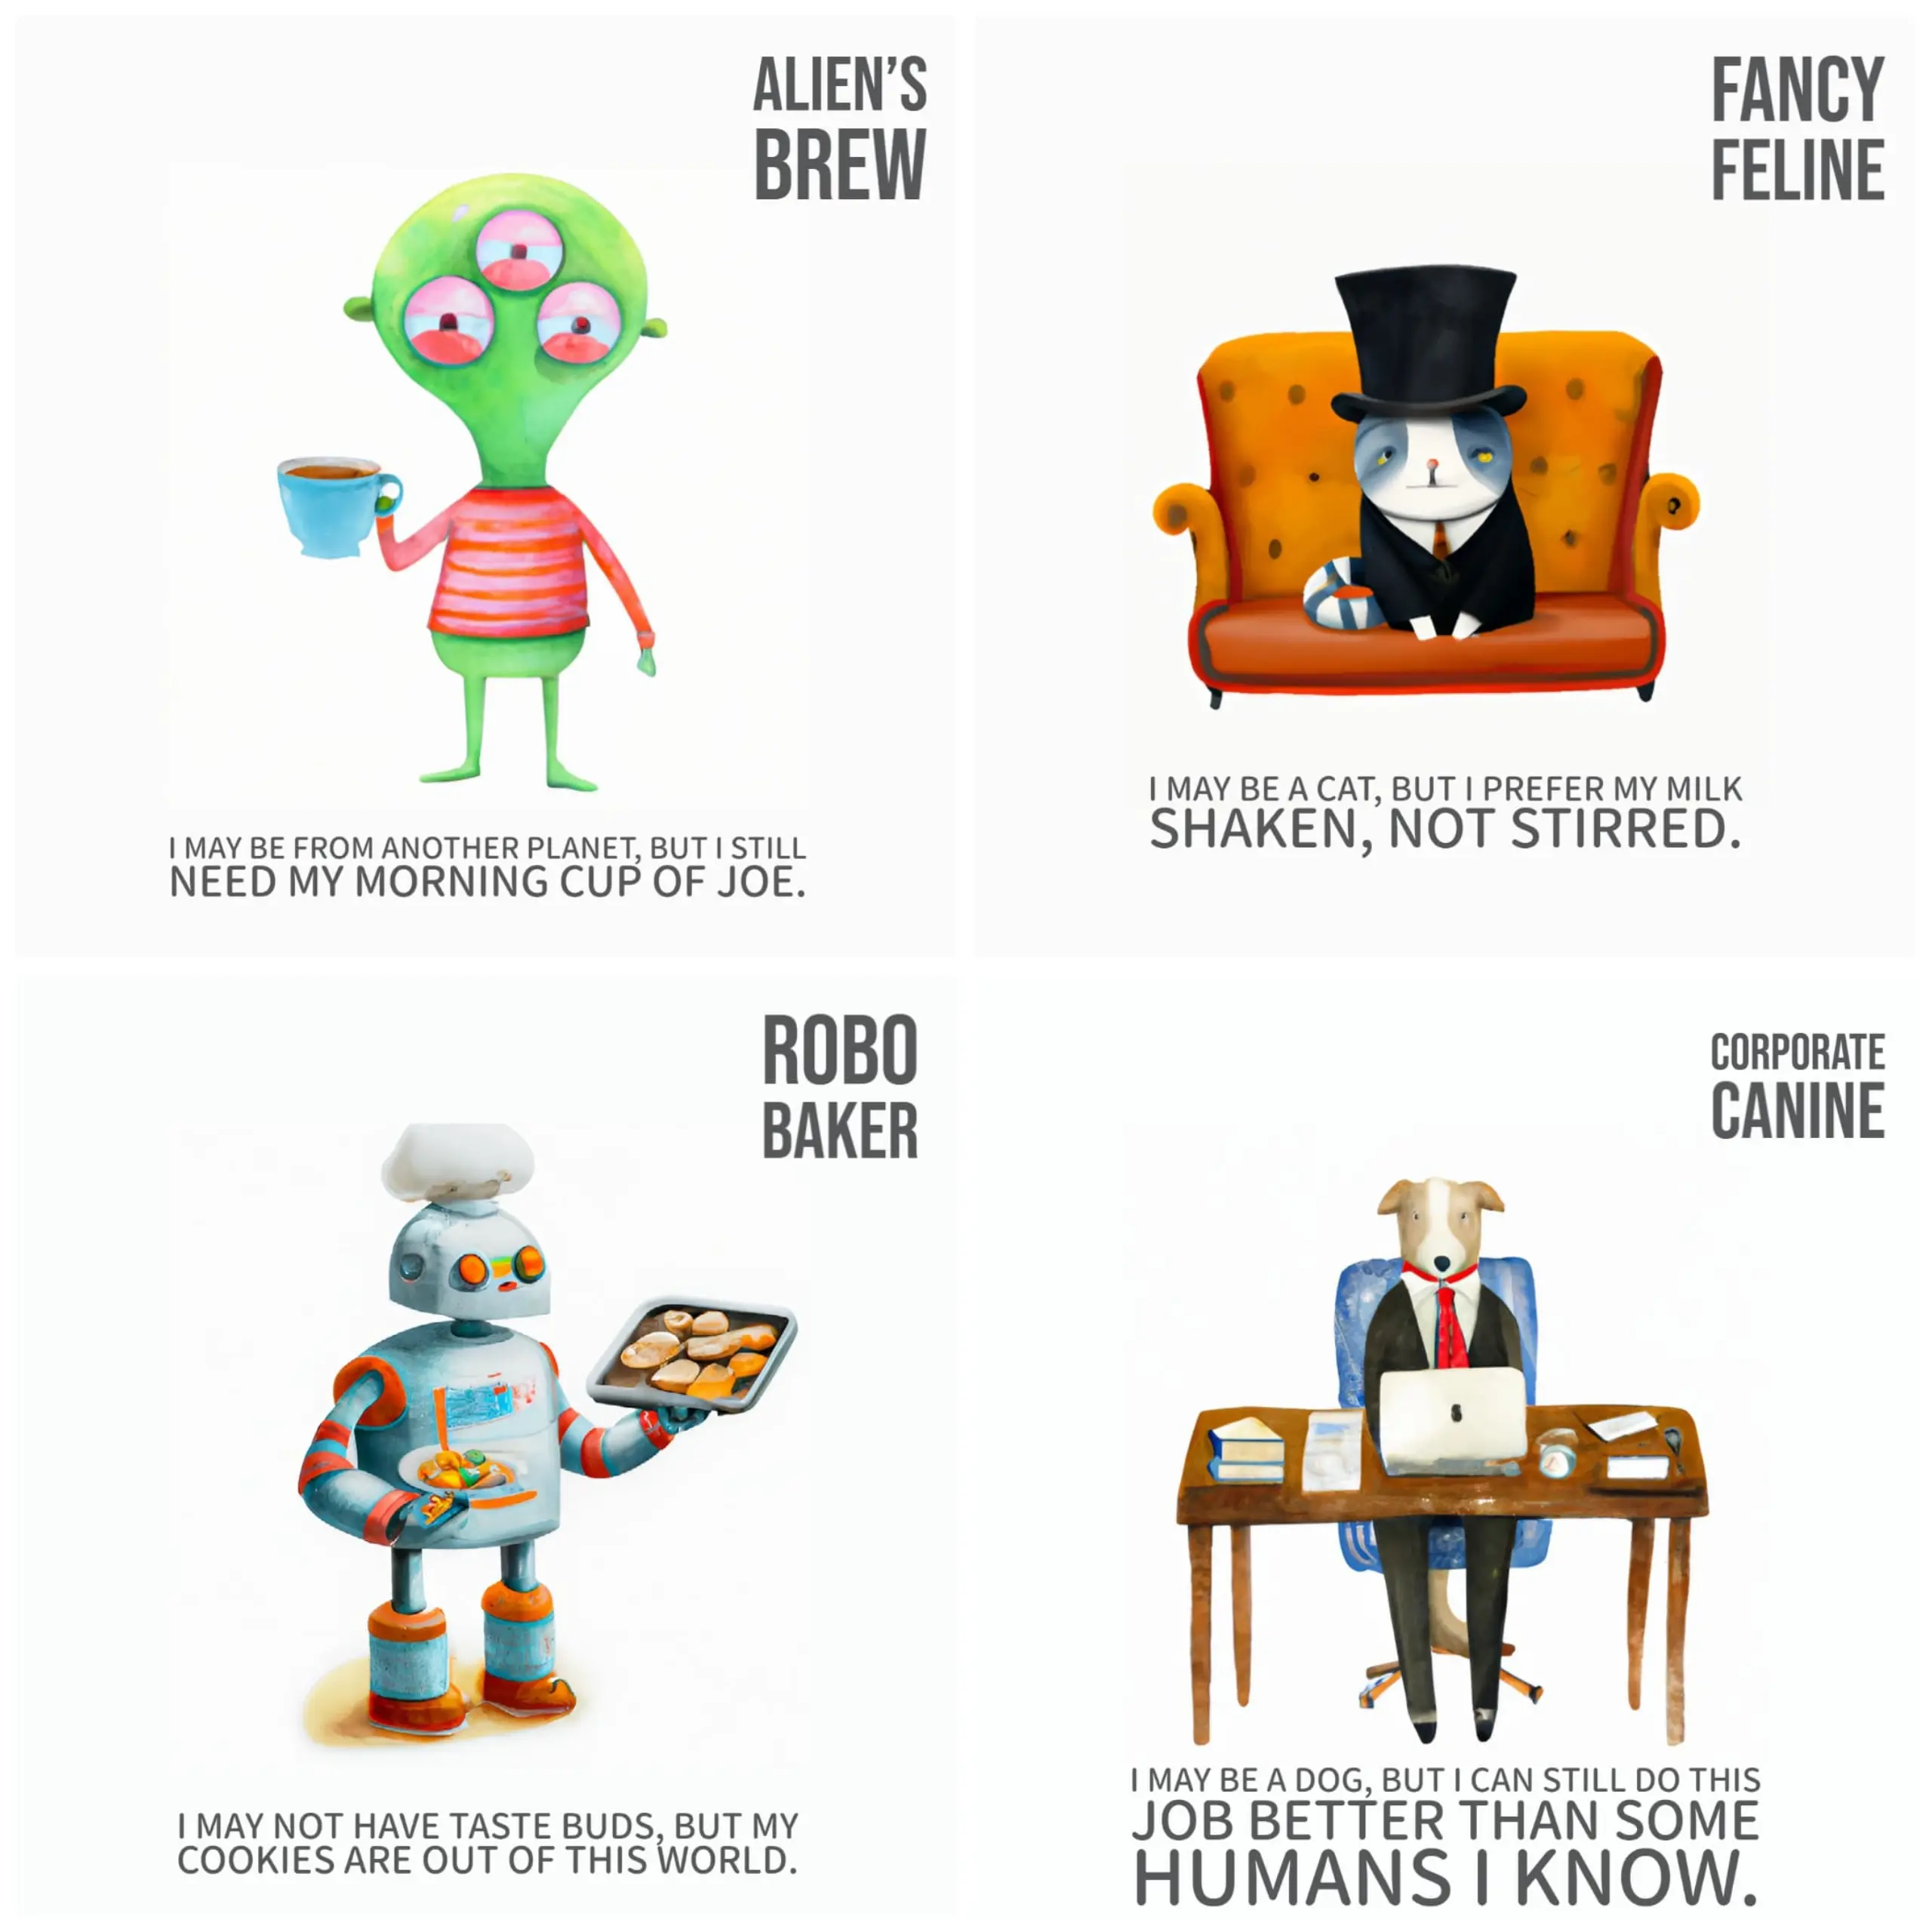 ALIEN'S
BREW
I MAY BE FROM ANOTHER PLANET, BUT I STILL
NEED MY MORNING CUP OF JOE.
FANCY
FELINE
I MAY BE A CAT, BUT I PREFER MY MILK
SHAKEN, NOT STIRRED.
ROBO
BAKER
I MAY NOT HAVE TASTE BUDS, BUT MY
COOKIES ARE OUT OF THIS WORLD.
CORPORATE
CANINE
I MAY BE A DOG, BUT I CAN STILL DO THIS
JOB BETTER THAN SOME
HUMANS I KNOW.